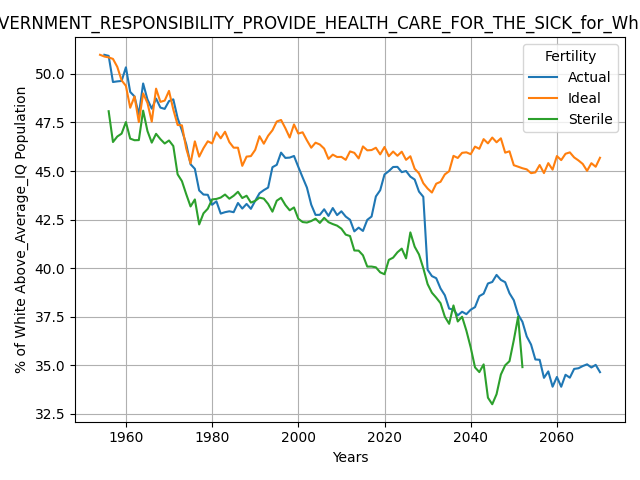 VERNMENT_RESPONSIBILITY_PROVIDE_HEALTH_CARE_FOR_THE_SICK_for_Wh
Fertility
Actual
Ideal
Sterile
% of White Above_Average_IQ Population
50.0
47.5
45.0
42.5
40.0
37.5
35.0
32.5
1960
1980
2000
2020
2040
2060
Years